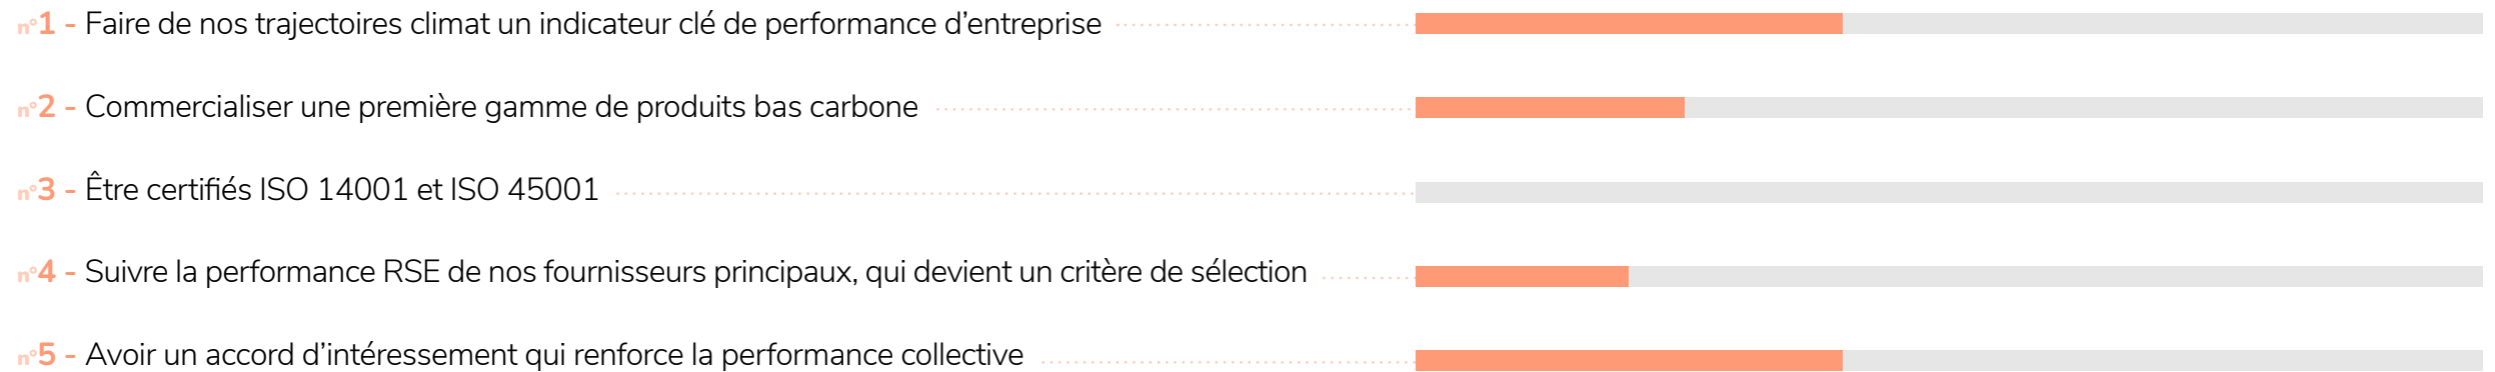 n°1 - Faire de nos trajectoires climat un indicateur clé de performance d’entreprise
n°2 - Commercialiser une première gamme de produits bas carbone
n°3 - Être certifiés ISO 14001 et ISO 45001
n°4 - Suivre la performance RSE de nos fournisseurs principaux, qui devient un critère de sélection
n°5 - Avoir un accord d’intéressement qui renforce la performance collective